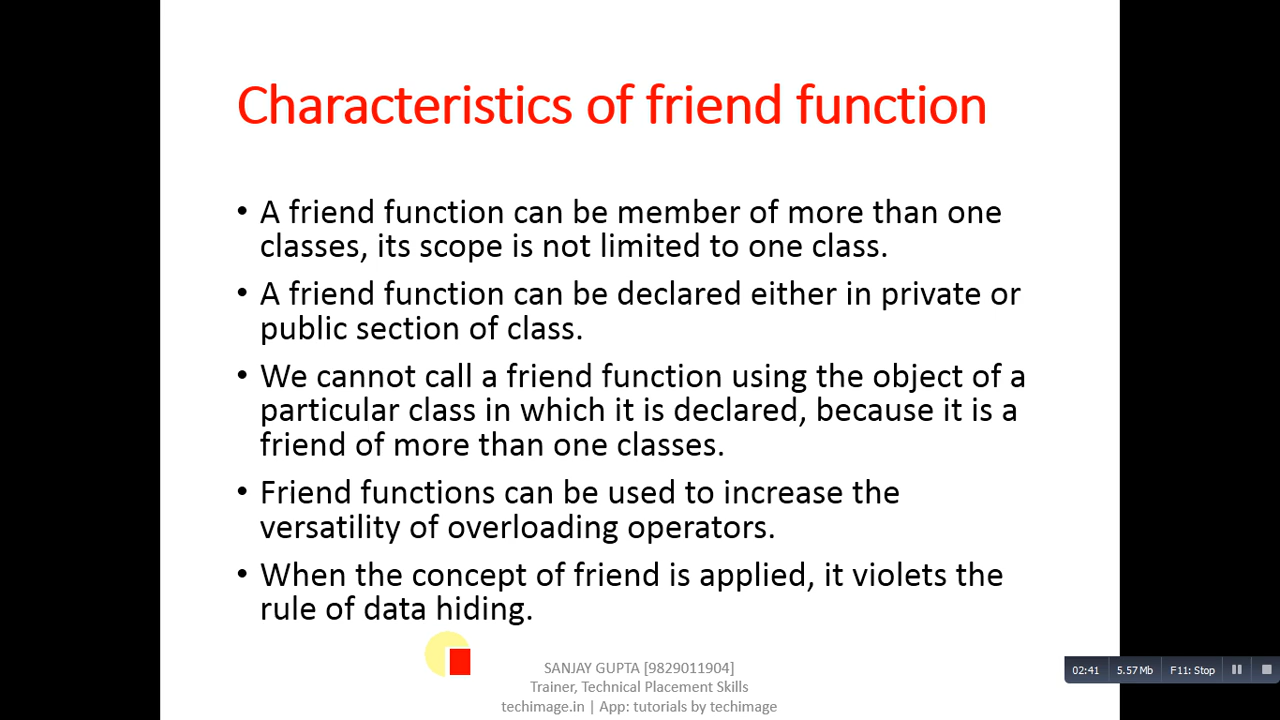 Characteristics of friend function
• A friend function can be member of more than one
classes, its scope is not limited to one class.
• A friend function can be declared either in private or
public section of class.
• We cannot call a friend function using the object of a
particular class in which it is declared, because it is a
friend of more than one classes.
• Friend functions can be used to increase the
versatility of overloading operators.
• When the concept of friend is applied, it violets the
rule of data hiding.
SANJAY GUPTA [9829011904]
Trainer, Technical Placement Skills
techimage.in | App: tutorials by techimage
02:41 5.57 Mb F11: Stop